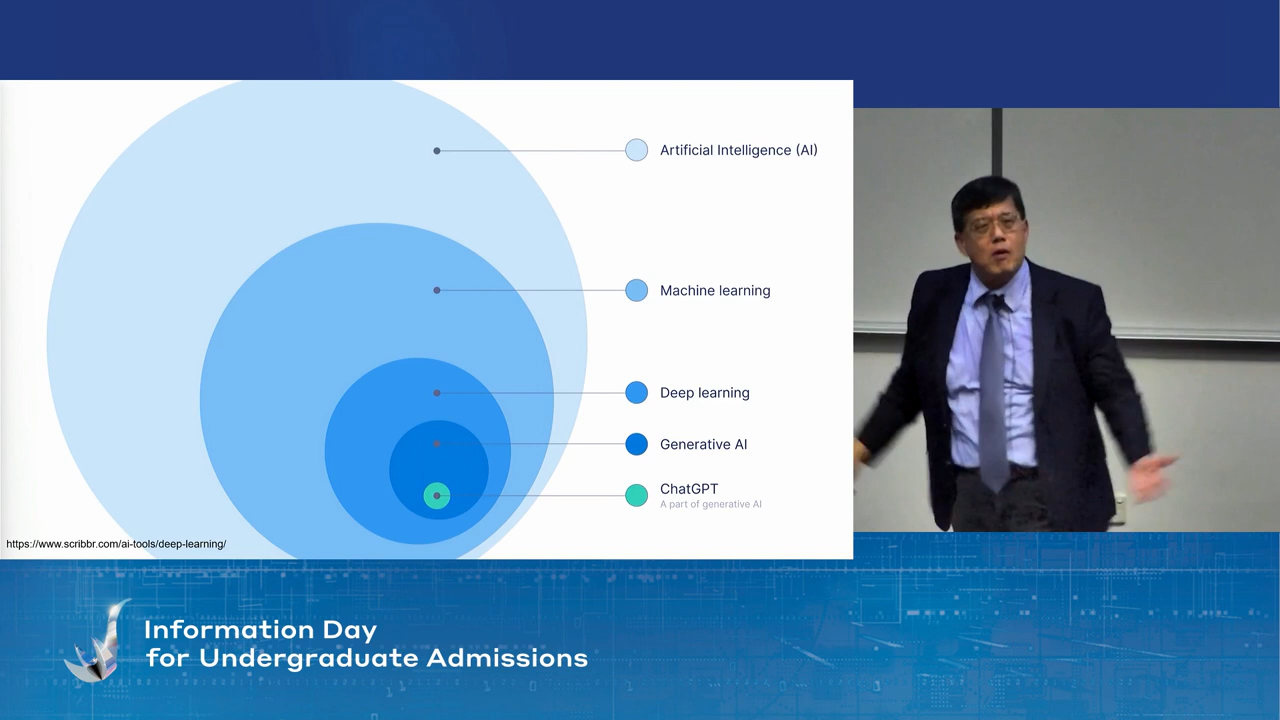 Artificial Intelligence (AI)
Machine learning
Deep learning
Generative AI
ChatGPT
A part of generative AI
https://www.scribbr.com/ai-tools/deep-learning/
Information Day
for Undergraduate Admissions